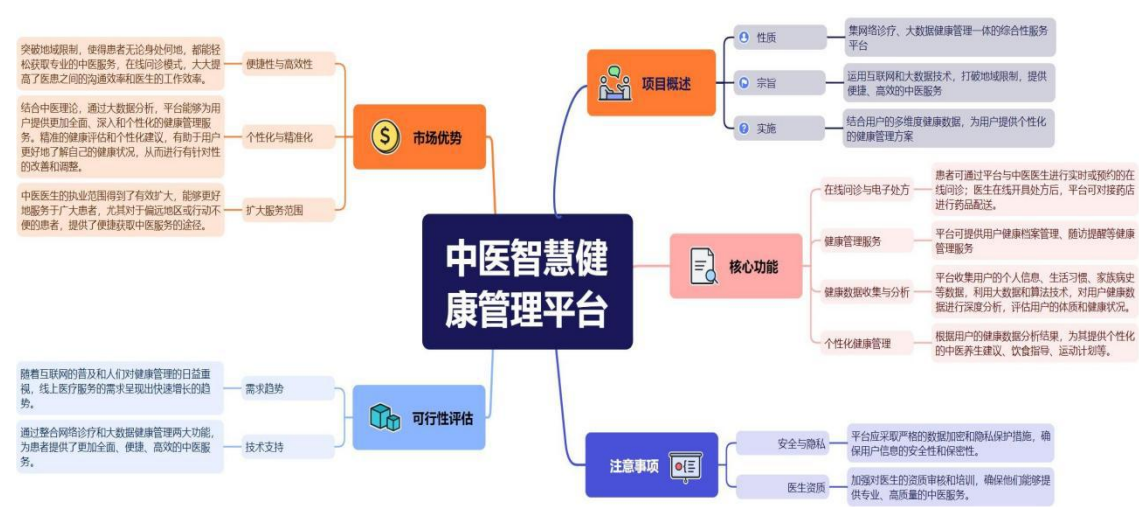 中医智慧健
康管理平台
项目概述
性质
集网络诊疗、大数据健康管理一体的综合性服务
平台
宗旨
运用互联网和大数据技术，打破地域限制，提供
便捷、高效的中医服务
实施
结合用户的多维度健康数据，为用户提供个性化
的健康管理方案
核心功能
在线问诊与电子处方
患者可通过平台与中医医生进行实时或预约的在
线问诊；医生在线开具处方后，平台可对接药店
进行药品配送。
健康管理服务
平台可提供用户健康档案管理、随访提醒等健康
管理服务
健康数据收集与分析
平台收集用户的个人信息、生活习惯、家族病史
等数据，利用大数据和算法技术，对用户健康数
据进行深度分析，评估用户的体质和健康状况。
个性化健康管理
根据用户的健康数据分析结果，为其提供个性化
的中医养生建议、饮食指导、运动计划等。
注意事项
安全与隐私
平台应采取严格的数据加密和隐私保护措施，确
保用户信息的安全性和保密性。
医生资质
加强对医生的资质审核和培训，确保他们能够提
供专业、高质量的中医服务。
市场优势
便捷性与高效性
突破地域限制，使得患者无论身处何地，都能轻
松获取专业的中医服务，在线问诊模式，大大提
高了医患之间的沟通效率和医生的工作效率。
个性化与精准化
结合中医理论，通过大数据分析，平台能够为用
户提供更加全面、深入和个性化的健康管理服
务。精准的健康评估和个性化建议，有助于用户
更好地了解自己的健康状况，从而进行有针对性
的改善和调整。
扩大服务范围
中医医生的执业范围得到了有效扩大，能够更好
地服务于广大患者，尤其对于偏远地区或行动不
便的患者，提供了便捷获取中医服务的途径。
可行性评估
需求趋势
随着互联网的普及和人们对健康管理的日益重
视，线上医疗服务的需求呈现出快速增长的趋
势。
技术支持
通过整合网络诊疗和大数据健康管理两大功能，
为患者提供了更加全面、便捷、高效的中医服
务。